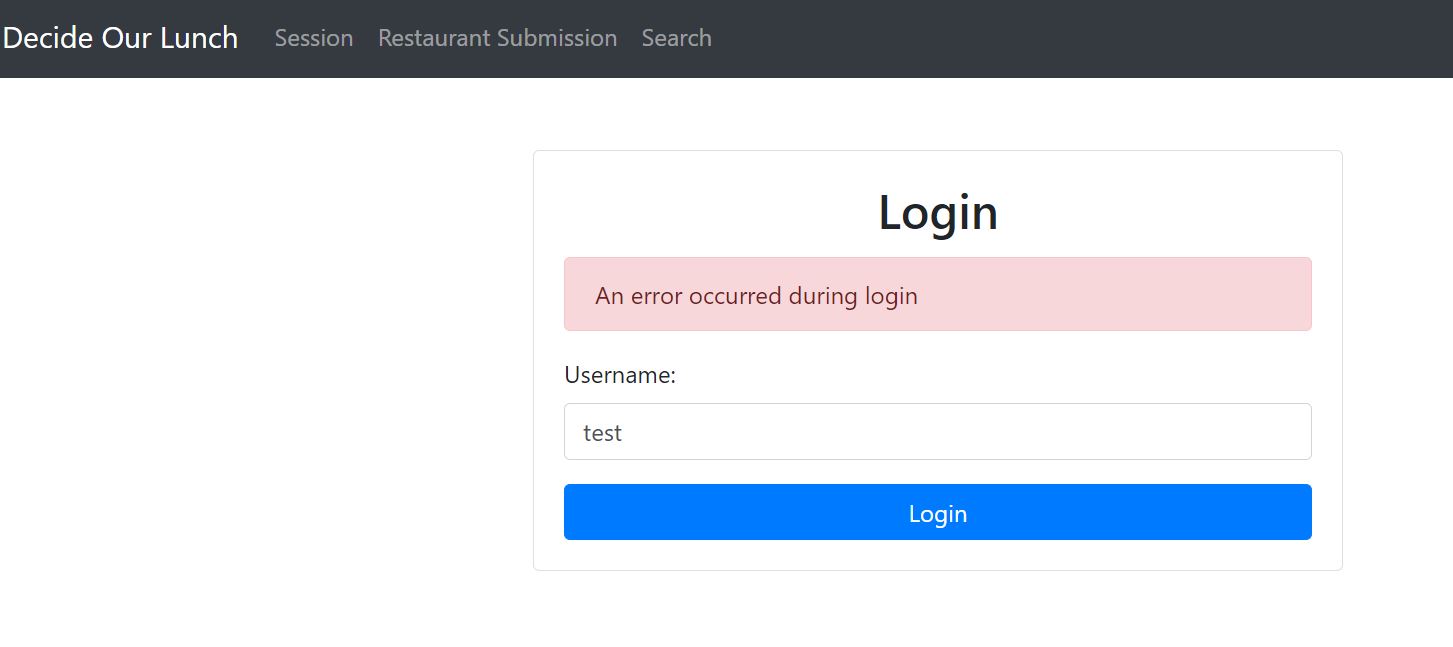 Decide Our Lunch Session Restaurant Submission Search
Login
An error occurred during login
Username:
test
Login